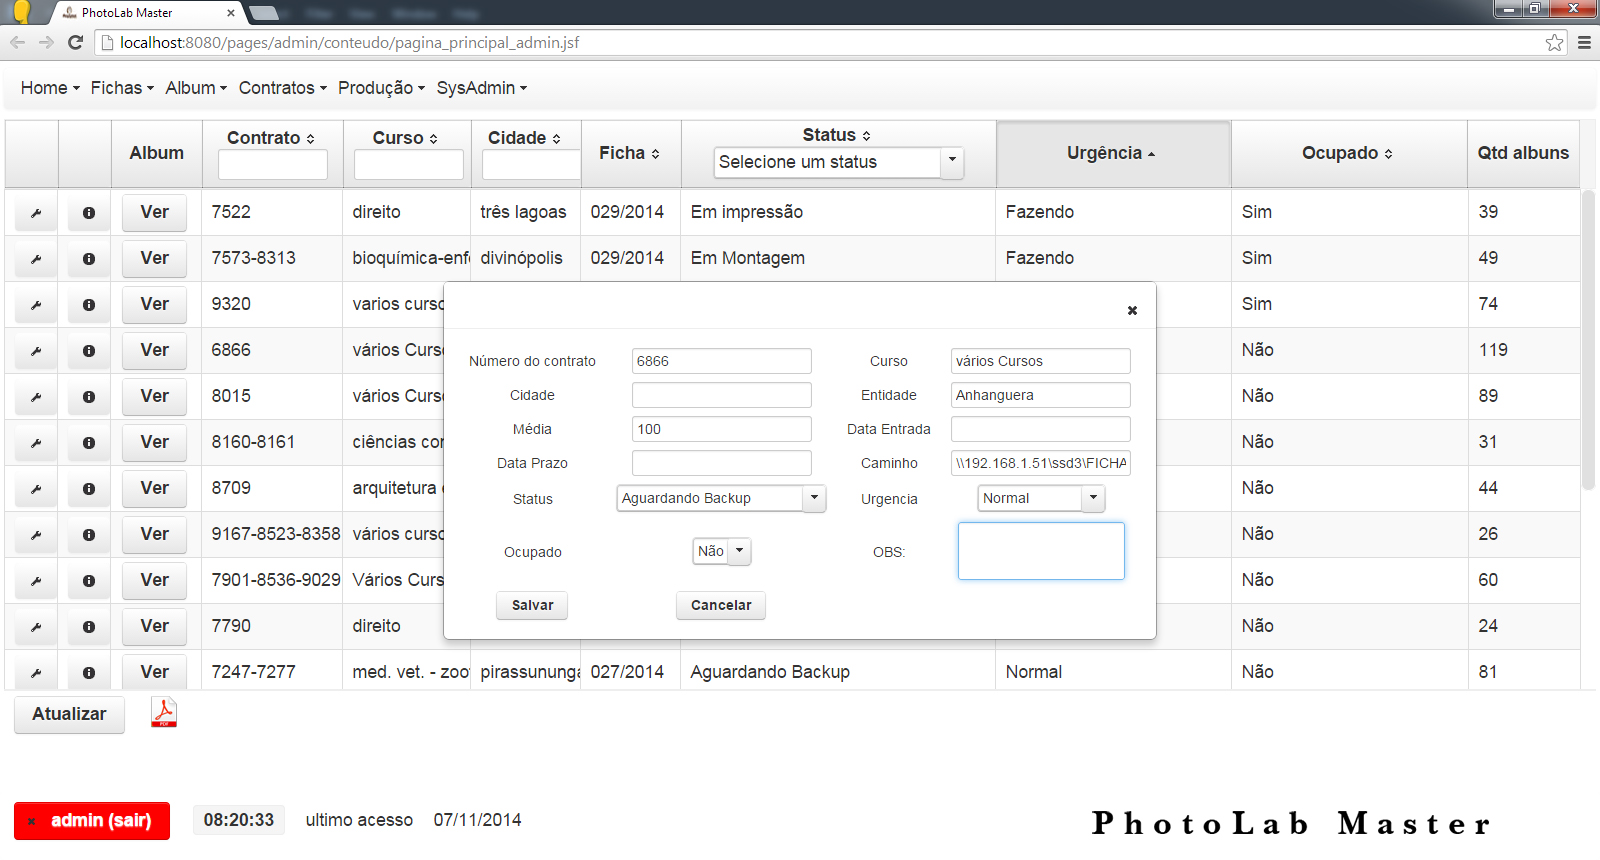 PhotoLab Master
localhost:8080/pages/admin/conteudo/pagina_principal_admin.jsf
Home Fichas Album Contratos Produção SysAdmin
Album Contrato Curso Cidade Ficha Status Urgência Ocupado Qtd albuns
Selecione um status
Ver 7522 direito três lagoas 029/2014 Em impressão Fazendo Sim 39
Ver 7573-8313 bioquímica-enf divinópolis 029/2014 Em Montagem Fazendo Sim 49
Ver 9320 varios curso Sim 74
Ver 6866 vários Curs Não 119
Ver 8015 vários Curs Não 89
Ver 8160-8161 ciências co Não 31
Ver 8709 arquitetura Não 44
Ver 9167-8523-8358 vários curs Não 26
Ver 7901-8536-9029 Vários Curs Não 60
Ver 7790 direito Não 24
Ver 7247-7277 med. vet. - zoo pirassununga 027/2014 Aguardando Backup Normal Não 81
Número do contrato 6866 Curso vários Cursos
Cidade Entidade Anhanguera
Média 100 Data Entrada
Data Prazo Caminho \\192.168.1.51\ssd3\FICHA
Status Aguardando Backup Urgencia Normal
Ocupado Não OBS:
Salvar Cancelar
Atualizar
PDF
admin (sair) 08:20:33 ultimo acesso 07/11/2014
PhotoLab Master